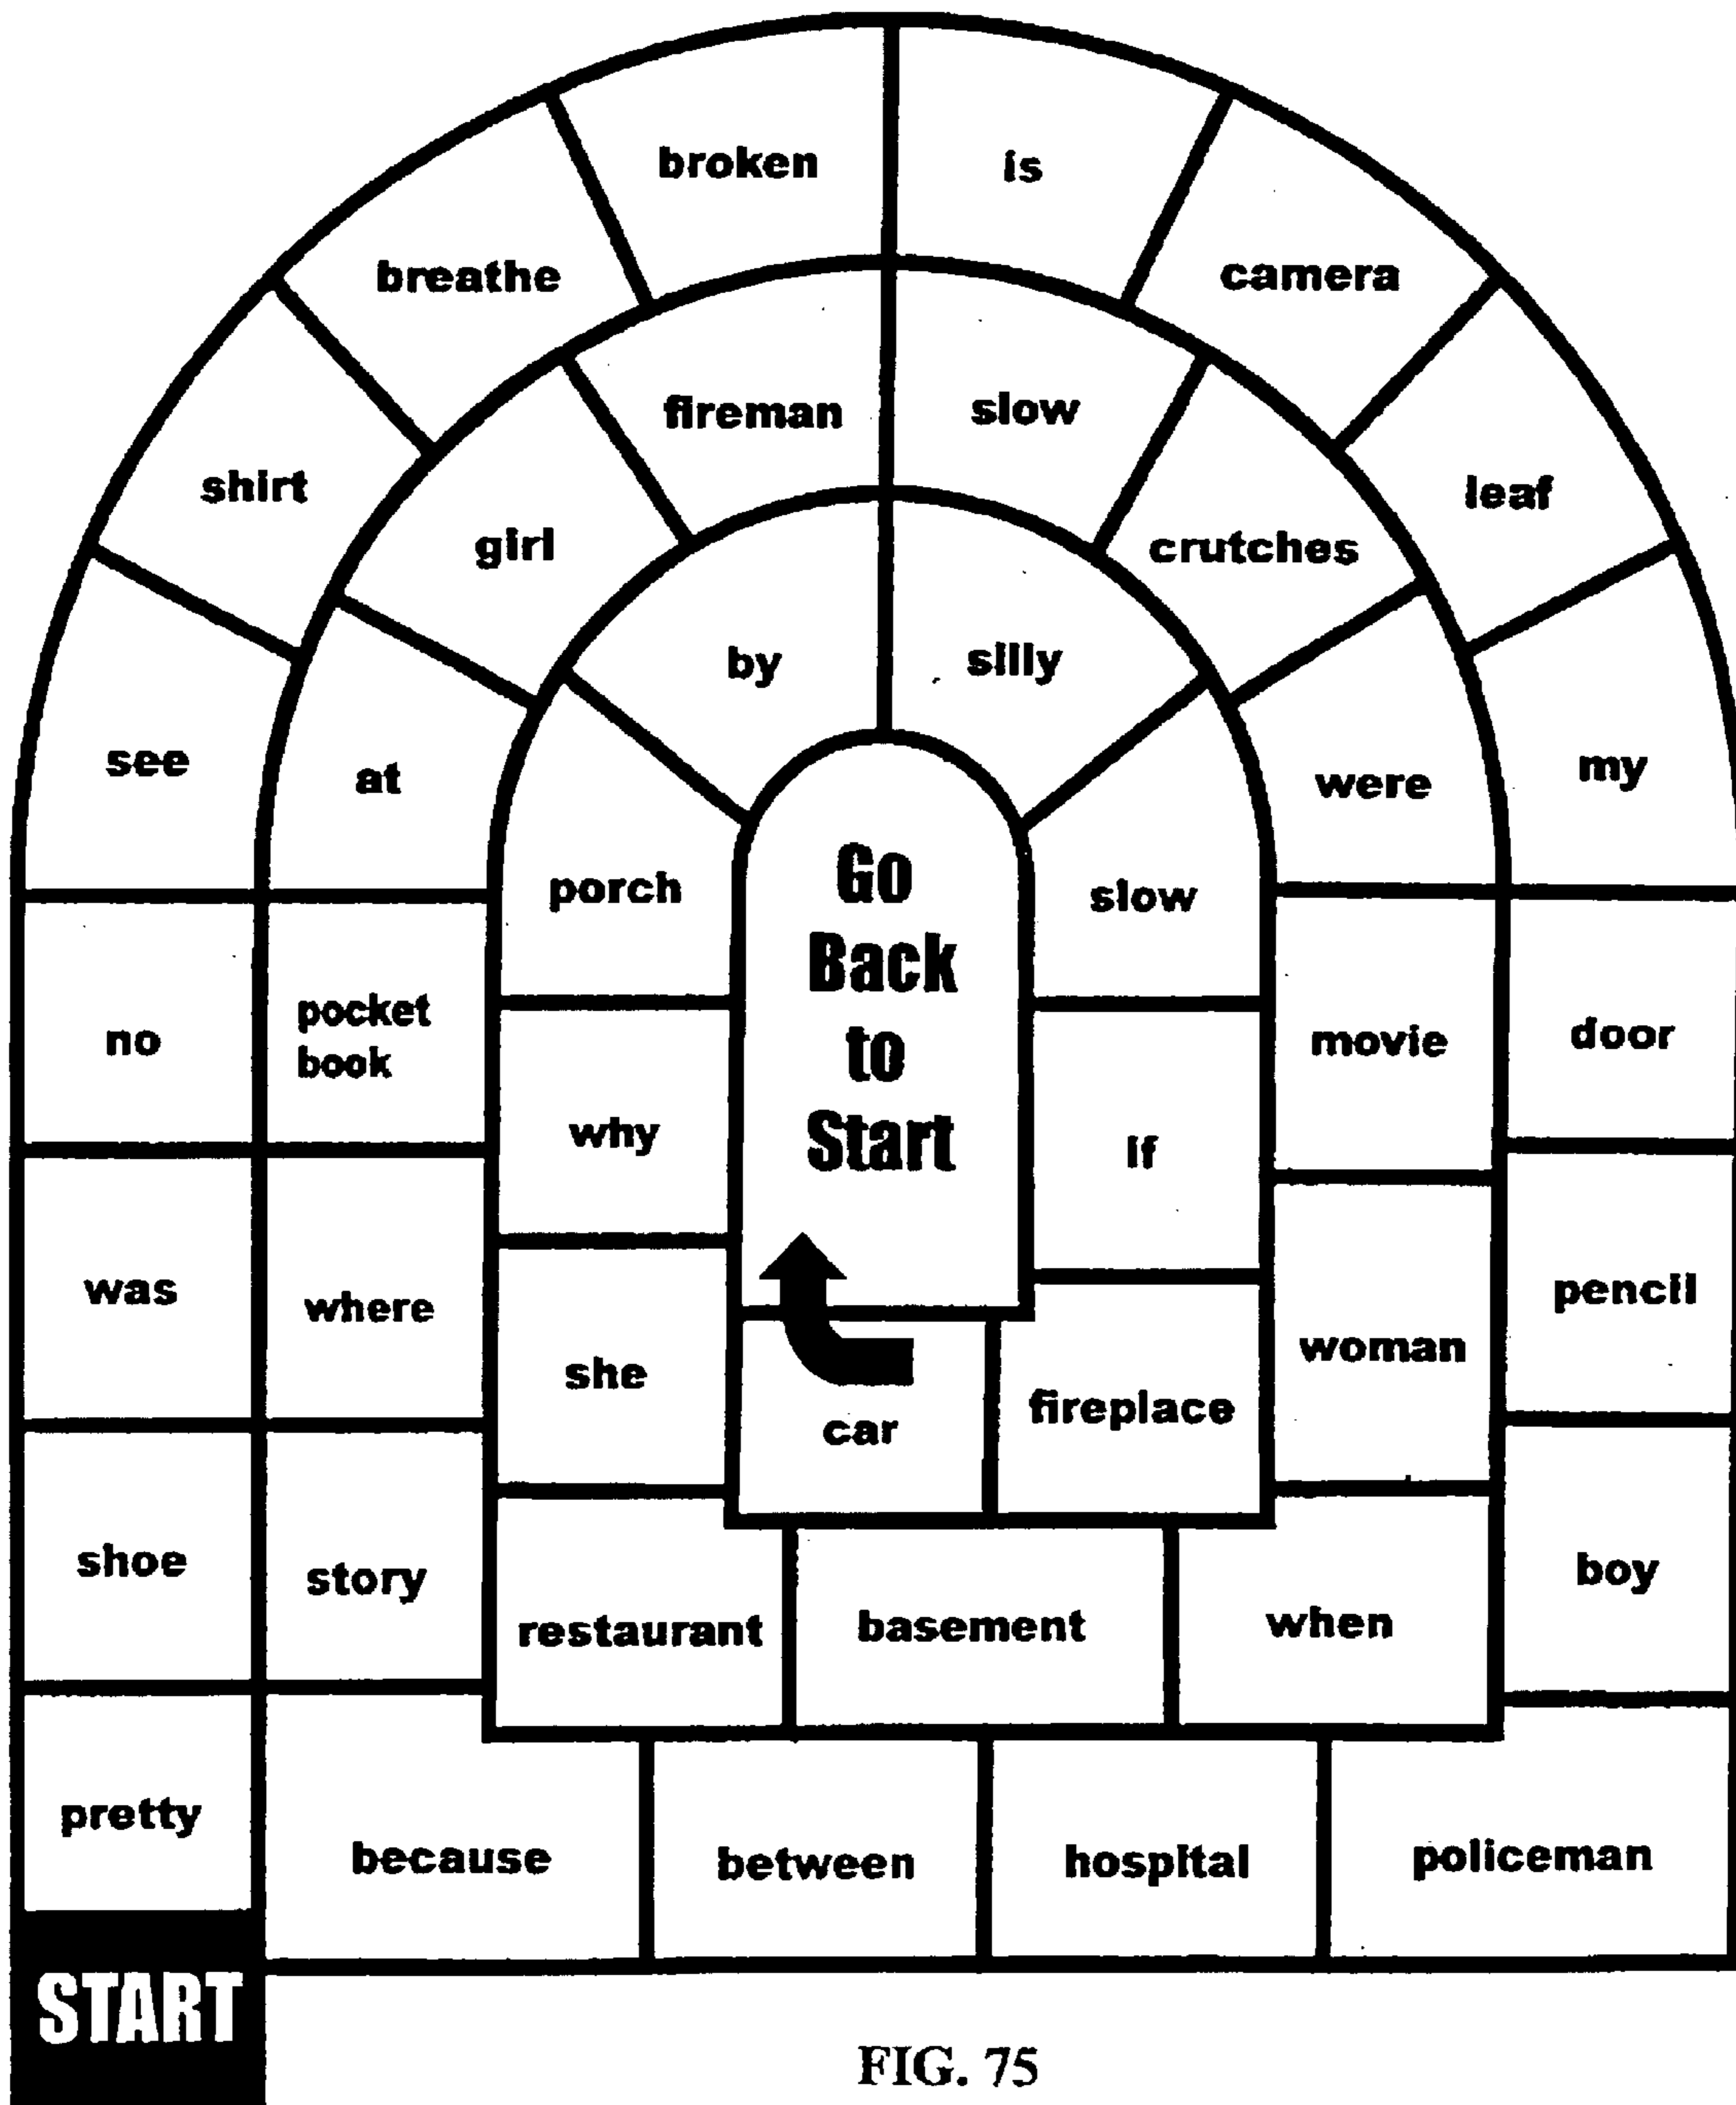 broken
is
breathe
camera
fireman
slow
shirt
leaf
girl
crutches
by
silly
see
at
were
my
porch
Go
Back
to
Start
slow
no
pocket
book
movie
door
why
if
was
where
pencil
she
woman
car
fireplace
shoe
story
boy
restaurant
basement
when
pretty
because
between
hospital
policeman
START
FIG. 75